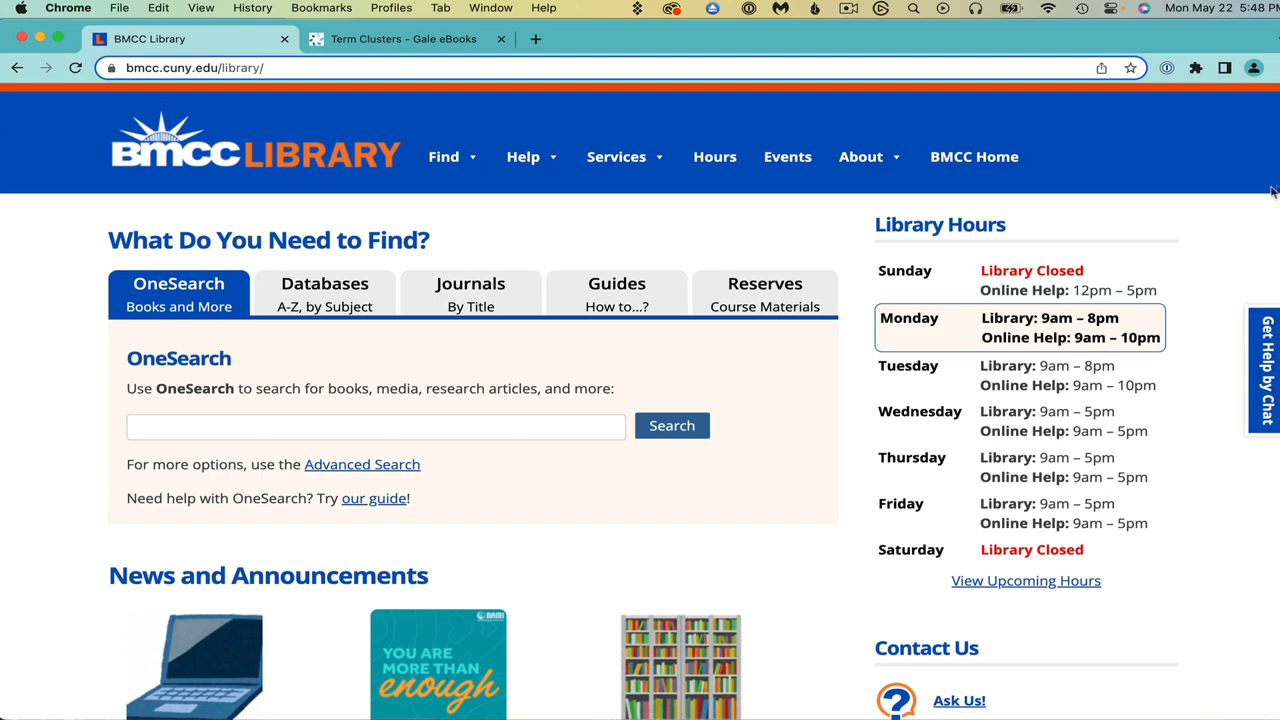 Chrome File Edit View History Bookmarks Profiles Tab Window Help Mon May 22 5:48 PM
BMCC Library Term Clusters - Gale eBooks
bmcc.cuny.edu/library/
BMCC LIBRARY
Find Help Services Hours Events About BMCC Home
What Do You Need to Find?
OneSearch
Books and More
Databases
A-Z, by Subject
Journals
By Title
Guides
How to...?
Reserves
Course Materials
OneSearch
Use OneSearch to search for books, media, research articles, and more:
Search
For more options, use the Advanced Search
Need help with OneSearch? Try our guide!
News and Announcements
NAMI
YOU ARE
MORE THAN
enough
Library Hours
Sunday Library Closed
Online Help: 12pm – 5pm
Monday Library: 9am – 8pm
Online Help: 9am – 10pm
Tuesday Library: 9am – 8pm
Online Help: 9am – 10pm
Wednesday Library: 9am – 5pm
Online Help: 9am – 5pm
Thursday Library: 9am – 5pm
Online Help: 9am – 5pm
Friday Library: 9am – 5pm
Online Help: 9am – 5pm
Saturday Library Closed
View Upcoming Hours
Contact Us
Ask Us!
Get Help by Chat